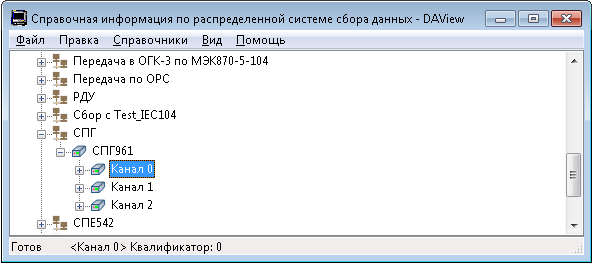 Справочная информация по распределенной системе сбора данных - DAView
Файл Правка Справочники Вид Помощь
Передача в ОГК-3 по МЭК870-5-104
Передача по OPC
РДУ
Сбор с Test_IEC104
СПГ
СПГ961
Канал 0
Канал 1
Канал 2
СПЕ542
Готов <Канал 0> Квалификатор: 0